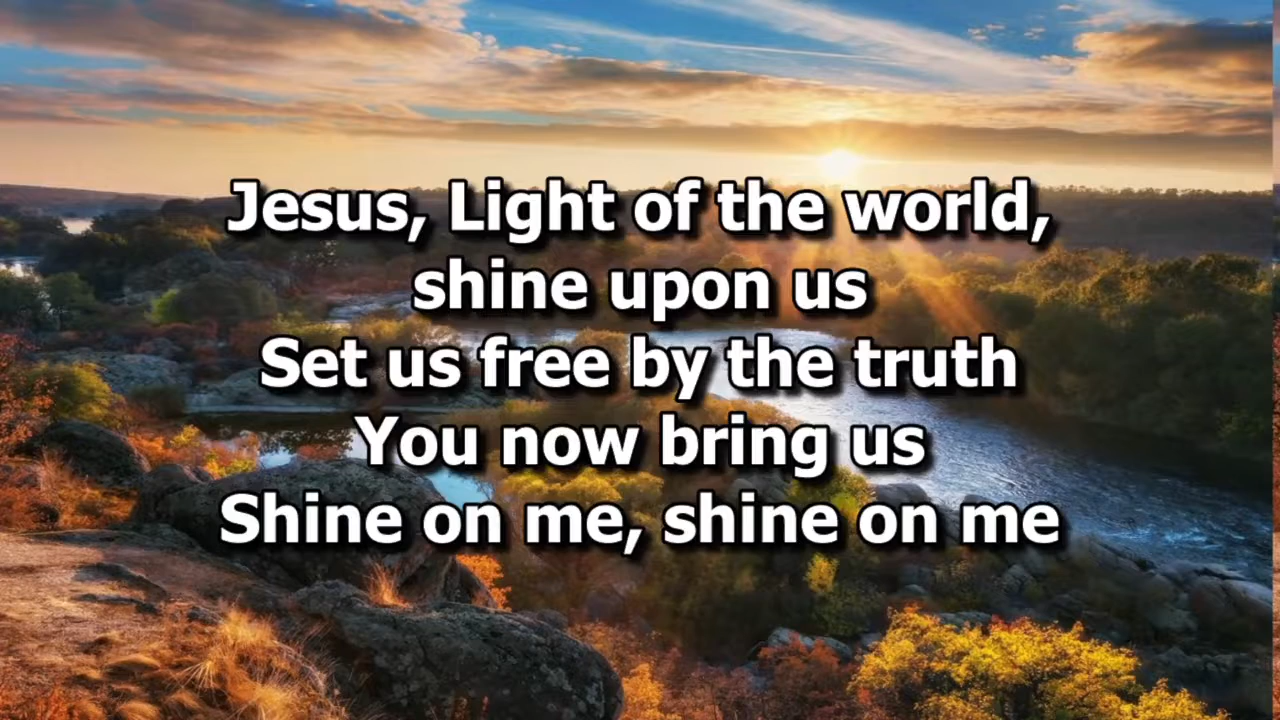 Jesus, Light of the world,
shine upon us
Set us free by the truth
You now bring us
Shine on me, shine on me